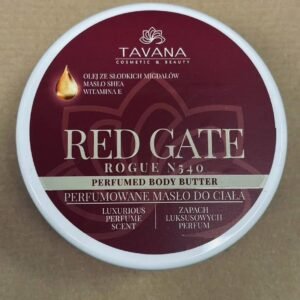 TAVANA
COSMETIC & BEAUTY
OLEJ ZE SŁODKICH MIGDAŁÓW
MASŁO SHEA
WITAMINA E
RED GATE
ROGUE N540
PERFUMED BODY BUTTER
PERFUMOWANE MASŁO DO CIAŁA
LUXURIOUS
PERFUME
SCENT
ZAPACH
LUKSUSOWYCH
PERFUM